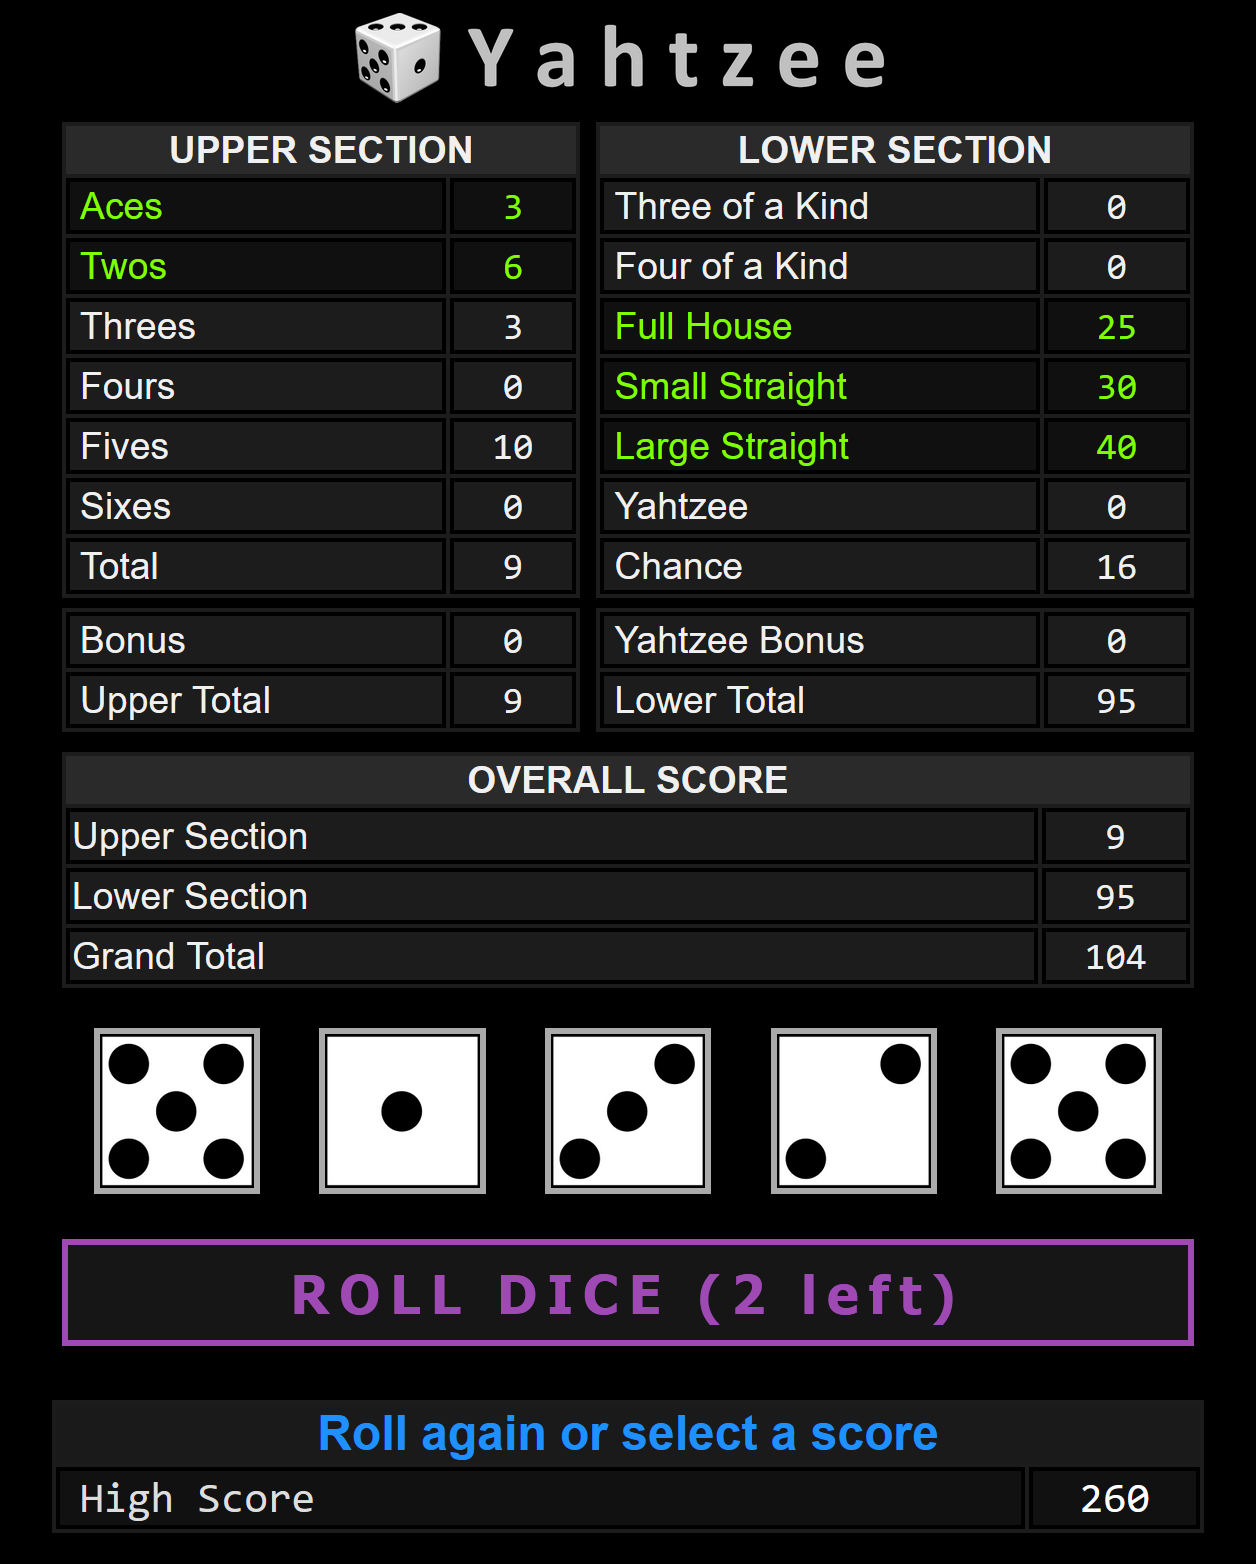 Yahtzee
UPPER SECTION
Aces 3
Twos 6
Threes 3
Fours 0
Fives 10
Sixes 0
Total 9
Bonus 0
Upper Total 9
LOWER SECTION
Three of a Kind 0
Four of a Kind 0
Full House 25
Small Straight 30
Large Straight 40
Yahtzee 0
Chance 16
Yahtzee Bonus 0
Lower Total 95
OVERALL SCORE
Upper Section 9
Lower Section 95
Grand Total 104
ROLL DICE (2 left)
Roll again or select a score
High Score 260